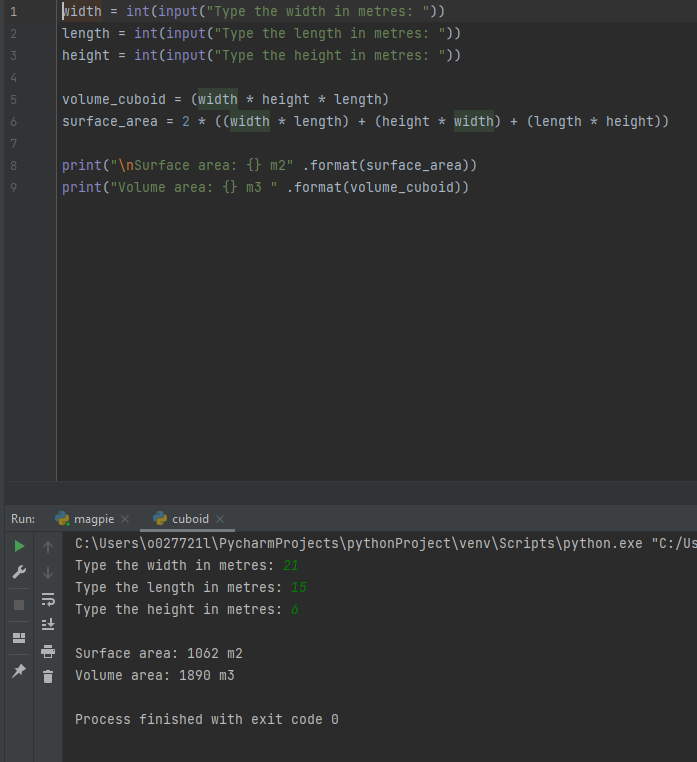 1 width = int(input("Type the width in metres: "))
2 length = int(input("Type the length in metres: "))
3 height = int(input("Type the height in metres: "))
4
5 volume_cuboid = (width * height * length)
6 surface_area = 2 * ((width * length) + (height * width) + (length * height))
7
8 print("\nSurface area: {} m2" .format(surface_area))
9 print("Volume area: {} m3 " .format(volume_cuboid))
Run: magpie × cuboid ×
C:\Users\o027721l\PycharmProjects\pythonProject\venv\Scripts\python.exe "C:/Us
Type the width in metres: 21
Type the length in metres: 15
Type the height in metres: 6
Surface area: 1062 m2
Volume area: 1890 m3
Process finished with exit code 0